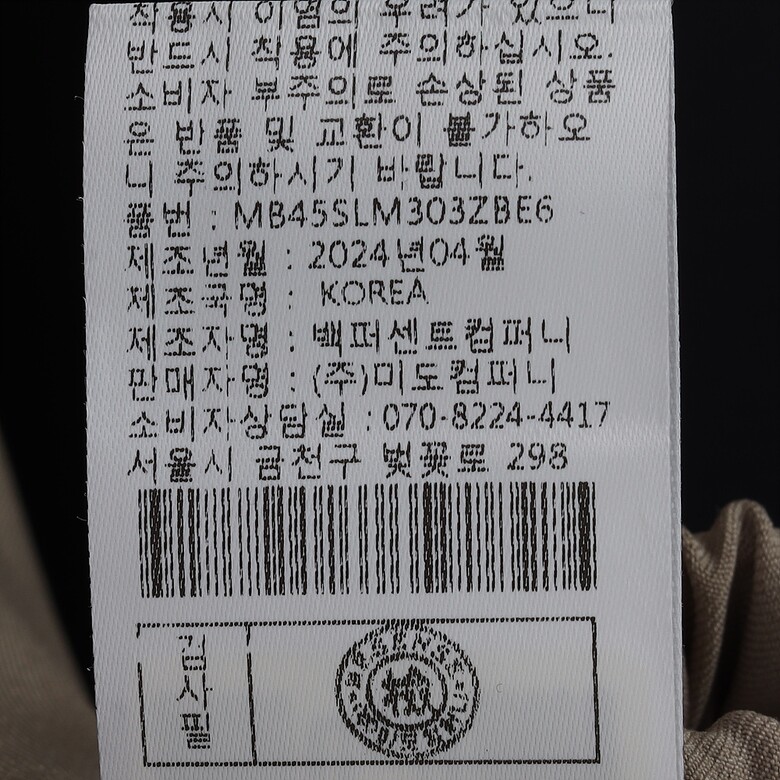 착용시 이염의 우려가 있으니
반드시 착용에 주의하십시오.
소비자 부주의로 손상된 상품
은 반품 및 교환이 불가하오
니 주의하시기 바랍니다.
품번 : MB45SLM303ZBE6
제조년월 : 2024년04월
제조국명 : KOREA
제조자명 : 백퍼센트컴퍼니
판매자명 : (주)미도컴퍼니
소비자상담실 : 070-8224-4417
서울시 금천구 벚꽃로 298
검사필